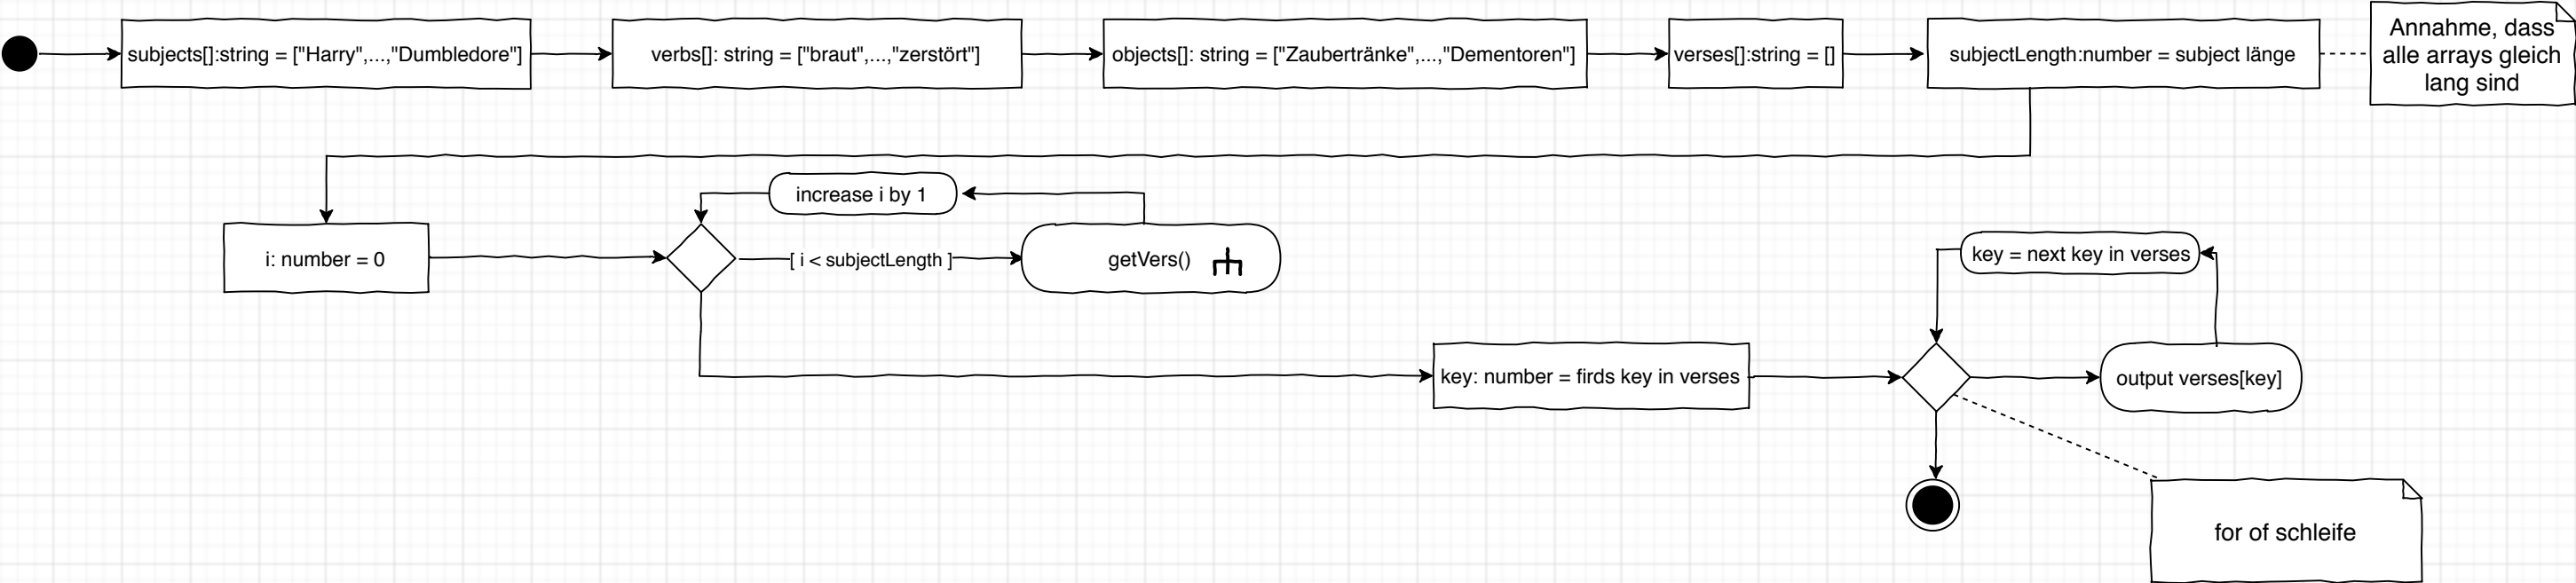 subjects[]:string = ["Harry",...,"Dumbledore"]
verbs[]: string = ["braut",...,"zerstört"]
objects[]: string = ["Zaubertränke",...,"Dementoren"]
verses[]:string = []
subjectLength:number = subject länge
Annahme, dass
alle arrays gleich
lang sind
increase i by 1
i: number = 0
[ i < subjectLength ]
getVers()
key = next key in verses
key: number = firds key in verses
output verses[key]
for of schleife